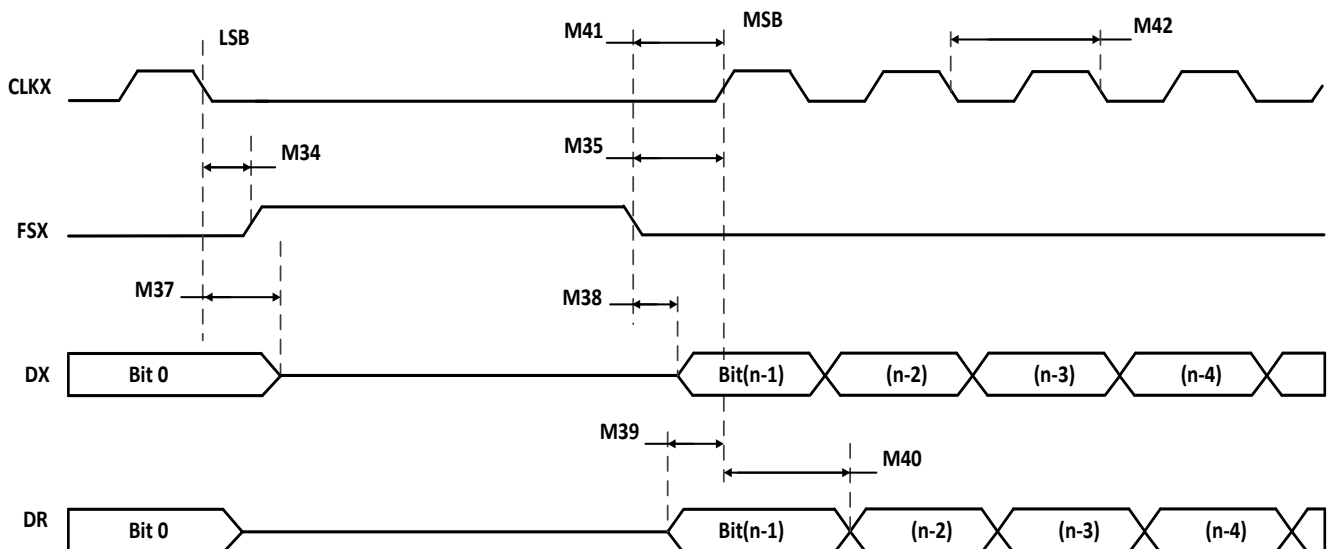 LSB M41 MSB M42
CLKX
M34 M35
FSX
M37 M38
DX Bit 0 Bit(n-1) (n-2) (n-3) (n-4)
M39 M40
DR Bit 0 Bit(n-1) (n-2) (n-3) (n-4)